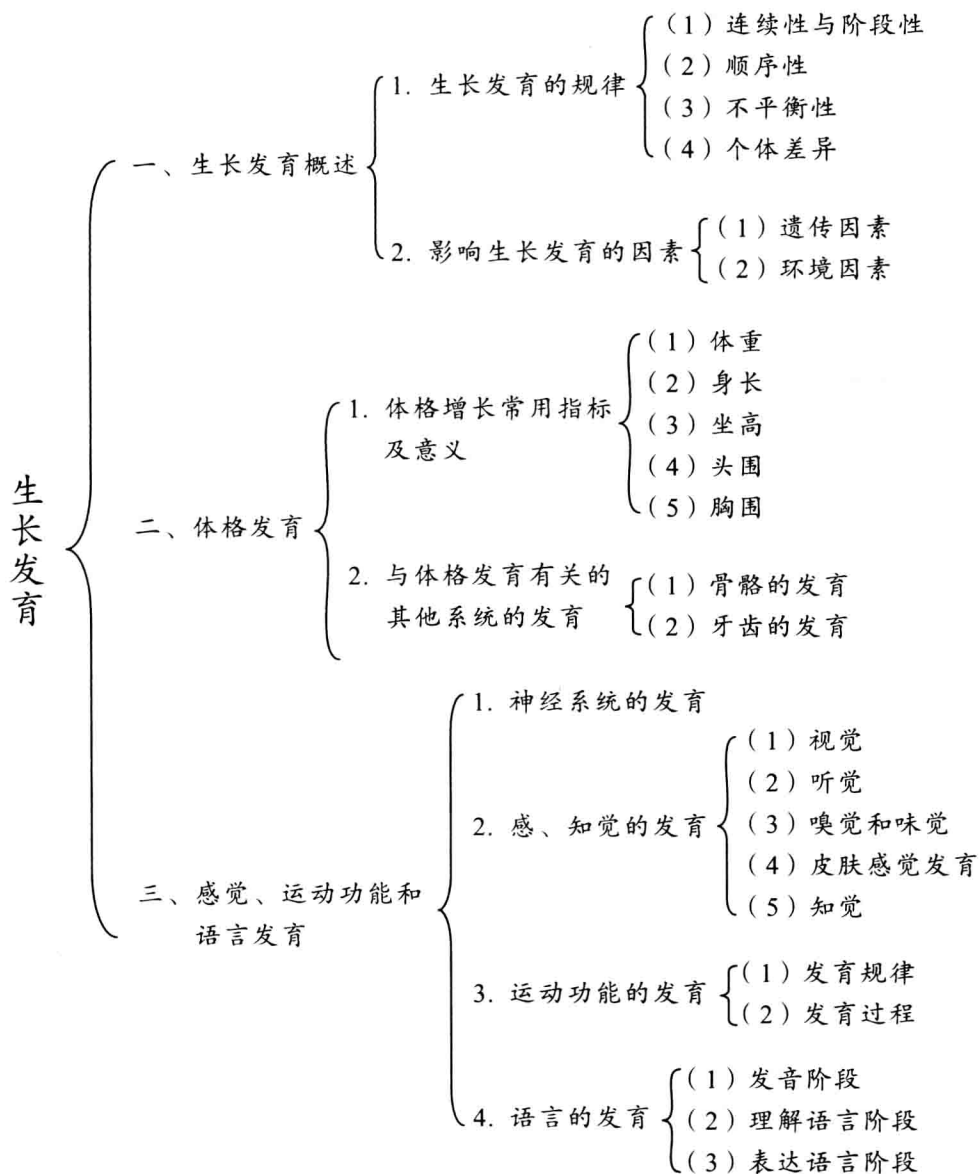 生长发育
一、生长发育概述
1. 生长发育的规律
（1）连续性与阶段性
（2）顺序性
（3）不平衡性
（4）个体差异
2. 影响生长发育的因素
（1）遗传因素
（2）环境因素
二、体格发育
1. 体格增长常用指标
及意义
（1）体重
（2）身长
（3）坐高
（4）头围
（5）胸围
2. 与体格发育有关的
其他系统的发育
（1）骨骼的发育
（2）牙齿的发育
三、感觉、运动功能和
语言发育
1. 神经系统的发育
2. 感、知觉的发育
（1）视觉
（2）听觉
（3）嗅觉和味觉
（4）皮肤感觉发育
（5）知觉
3. 运动功能的发育
（1）发育规律
（2）发育过程
4. 语言的发育
（1）发音阶段
（2）理解语言阶段
（3）表达语言阶段